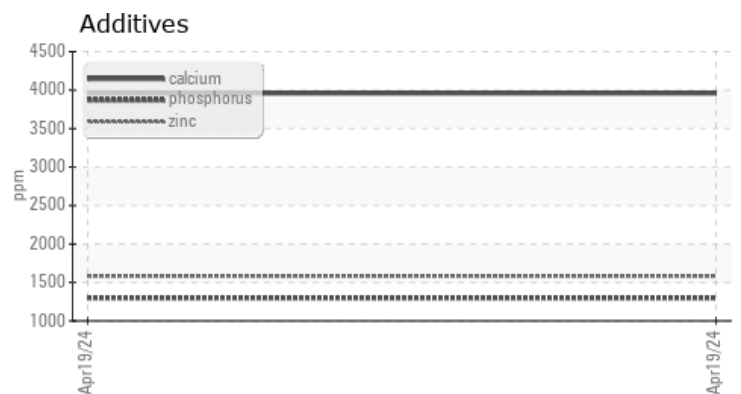 Additives
4500
calcium
4000
phosphorus
zinc
3500
3000
ppm
2500
2000
1500
1000
Apr19/24
Apr19/24